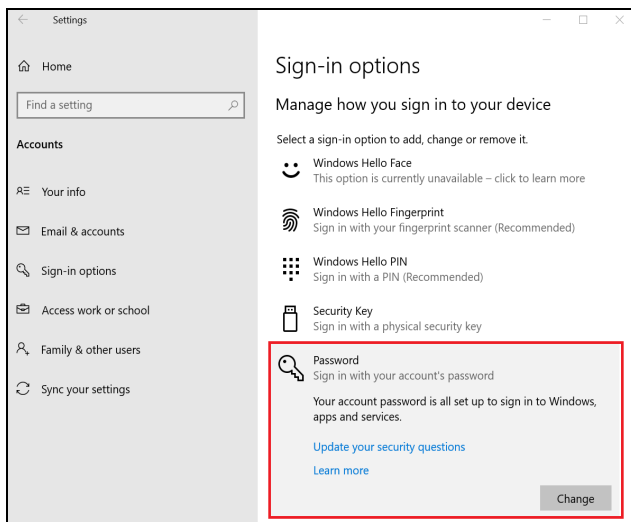 Settings
Home
Find a setting
Accounts
Your info
Email & accounts
Sign-in options
Access work or school
Family & other users
Sync your settings
Sign-in options
Manage how you sign in to your device
Select a sign-in option to add, change or remove it.
Windows Hello Face
This option is currently unavailable – click to learn more
Windows Hello Fingerprint
Sign in with your fingerprint scanner (Recommended)
Windows Hello PIN
Sign in with a PIN (Recommended)
Security Key
Sign in with a physical security key
Password
Sign in with your account's password
Your account password is all set up to sign in to Windows,
apps and services.
Update your security questions
Learn more
Change